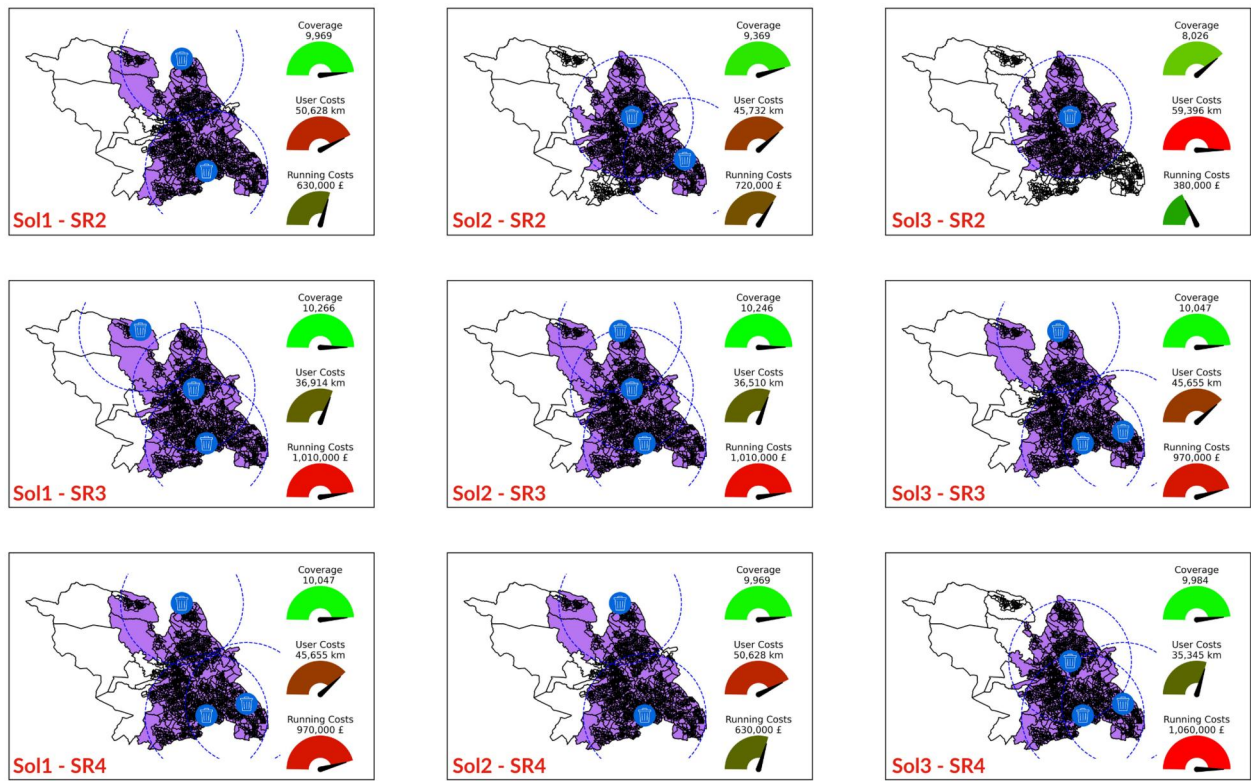 Coverage
9,969
User Costs
50,628 km
Running Costs
630,000 £
Sol1 - SR2
Coverage
9,369
User Costs
45,732 km
Running Costs
720,000 £
Sol2 - SR2
Coverage
8,026
User Costs
59,396 km
Running Costs
380,000 £
Sol3 - SR2
Coverage
10,266
User Costs
36,914 km
Running Costs
1,010,000 £
Sol1 - SR3
Coverage
10,246
User Costs
36,510 km
Running Costs
1,010,000 £
Sol2 - SR3
Coverage
10,047
User Costs
45,655 km
Running Costs
970,000 £
Sol3 - SR3
Coverage
10,047
User Costs
45,655 km
Running Costs
970,000 £
Sol1 - SR4
Coverage
9,969
User Costs
50,628 km
Running Costs
630,000 £
Sol2 - SR4
Coverage
9,984
User Costs
35,345 km
Running Costs
1,060,000 £
Sol3 - SR4